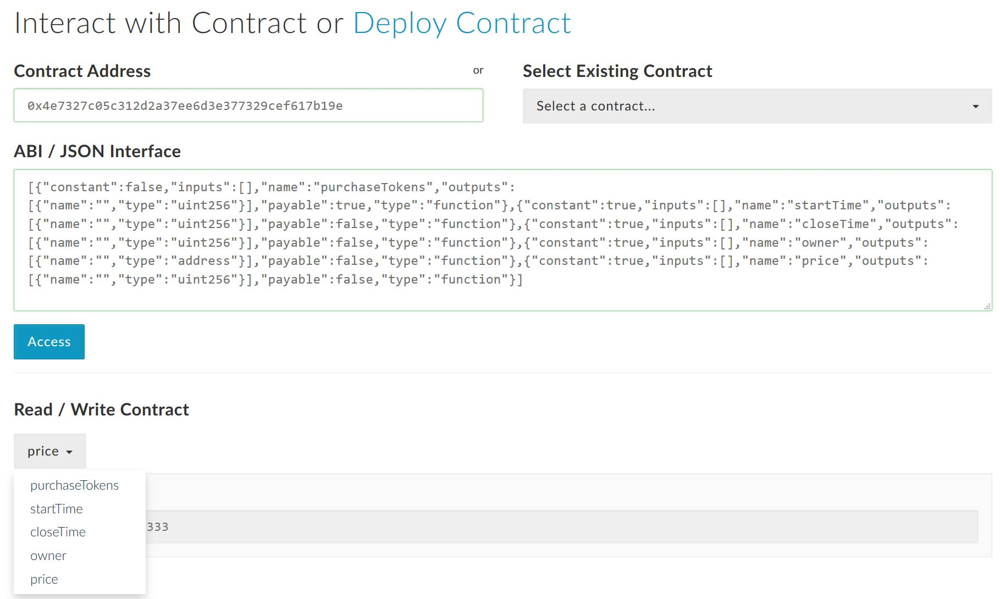 Interact with Contract or Deploy Contract
Contract Address
or
Select Existing Contract
0x4e7327c05c312d2a37ee6d3e377329cef617b19e
Select a contract...
ABI / JSON Interface
[{"constant":false,"inputs":[],"name":"purchaseTokens","outputs":
[{"name":"","type":"uint256"}],"payable":true,"type":"function"},{"constant":true,"inputs":[],"name":"startTime","outputs":
[{"name":"","type":"uint256"}],"payable":false,"type":"function"},{"constant":true,"inputs":[],"name":"closeTime","outputs":
[{"name":"","type":"uint256"}],"payable":false,"type":"function"},{"constant":true,"inputs":[],"name":"owner","outputs":
[{"name":"","type":"address"}],"payable":false,"type":"function"},{"constant":true,"inputs":[],"name":"price","outputs":
[{"name":"","type":"uint256"}],"payable":false,"type":"function"}]
Access
Read / Write Contract
price
purchaseTokens
startTime
closeTime
333
owner
price